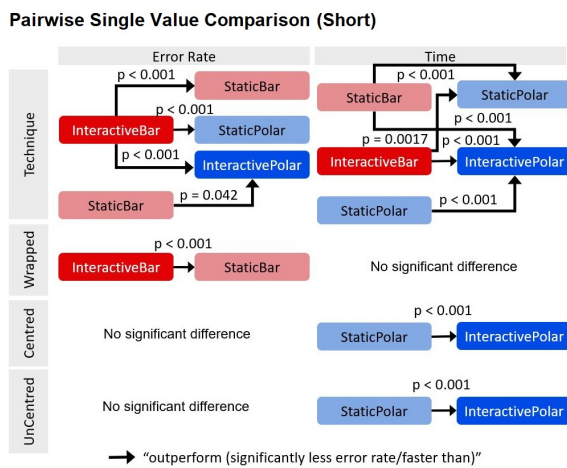 Pairwise Single Value Comparison (Short)
Error Rate
Time
Technique
p < 0.001
StaticBar
InteractiveBar
p < 0.001
StaticPolar
p < 0.001
InteractivePolar
StaticBar
p = 0.042
p < 0.001
StaticBar
StaticPolar
p < 0.001
p = 0.0017
p < 0.001
InteractiveBar
InteractivePolar
StaticPolar
p < 0.001
Wrapped
p < 0.001
InteractiveBar
StaticBar
No significant difference
Centred
No significant difference
p < 0.001
StaticPolar
InteractivePolar
UnCentred
No significant difference
p < 0.001
StaticPolar
InteractivePolar
“outperform (significantly less error rate/faster than)”